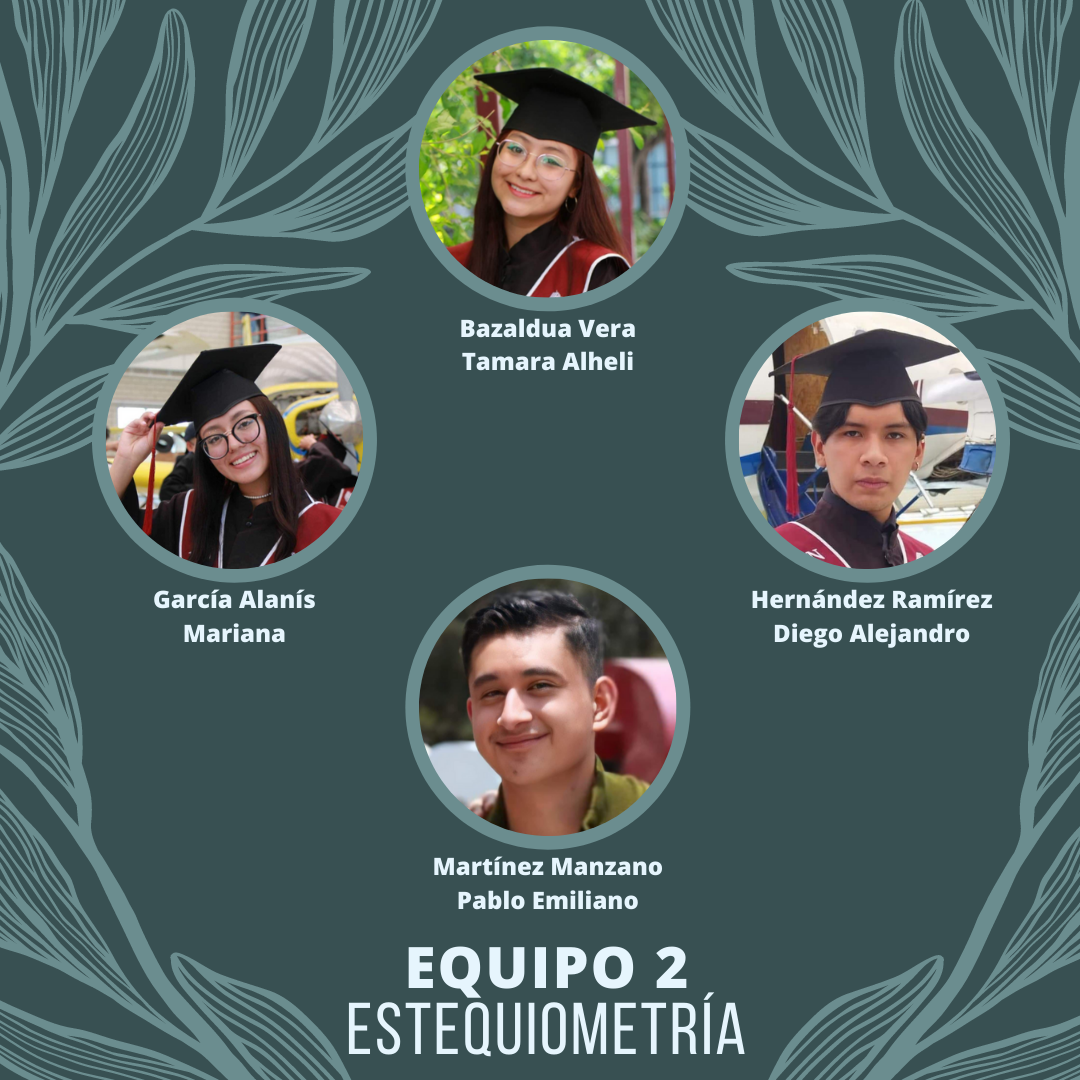 Bazaldua Vera
Tamara Alheli
García Alanís
Mariana
Hernández Ramírez
Diego Alejandro
Martínez Manzano
Pablo Emiliano
EQUIPO 2
ESTEQUIOMETRÍA